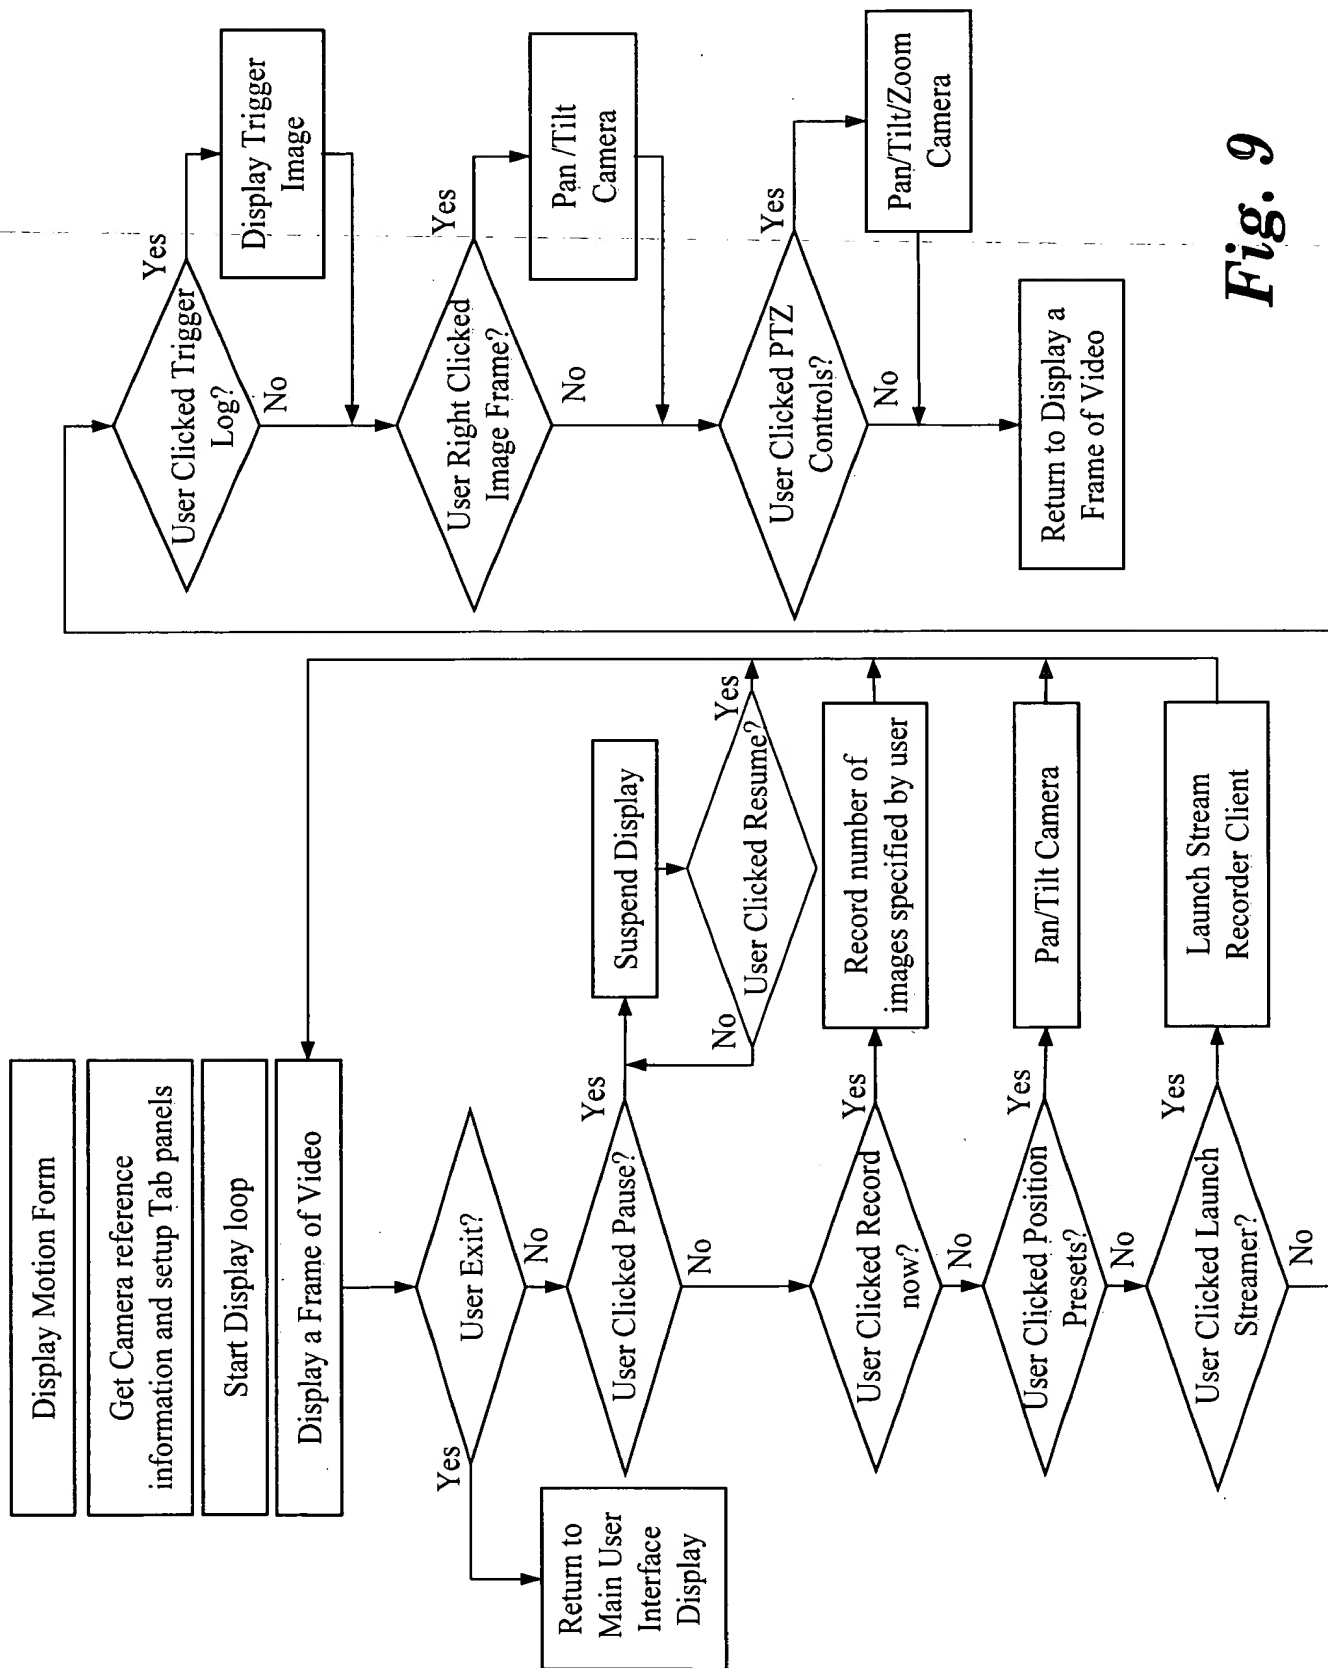 Display Motion Form
Get Camera reference
information and setup Tab panels
Start Display loop
Display a Frame of Video
User Exit?
Yes
No
Return to
Main User
Interface
Display
User Clicked Pause?
Yes
No
Suspend Display
User Clicked Resume?
Yes
No
User Clicked Record
now?
Yes
No
Record number of
images specified by user
User Clicked Position
Presets?
Yes
No
Pan/Tilt Camera
User Clicked Launch
Streamer?
Yes
No
Launch Stream
Recorder Client
User Clicked Trigger
Log?
Yes
No
Display Trigger
Image
User Right Clicked
Image Frame?
Yes
No
Pan /Tilt
Camera
User Clicked PTZ
Controls?
Yes
No
Pan/Tilt/Zoom
Camera
Return to Display a
Frame of Video
Fig. 9